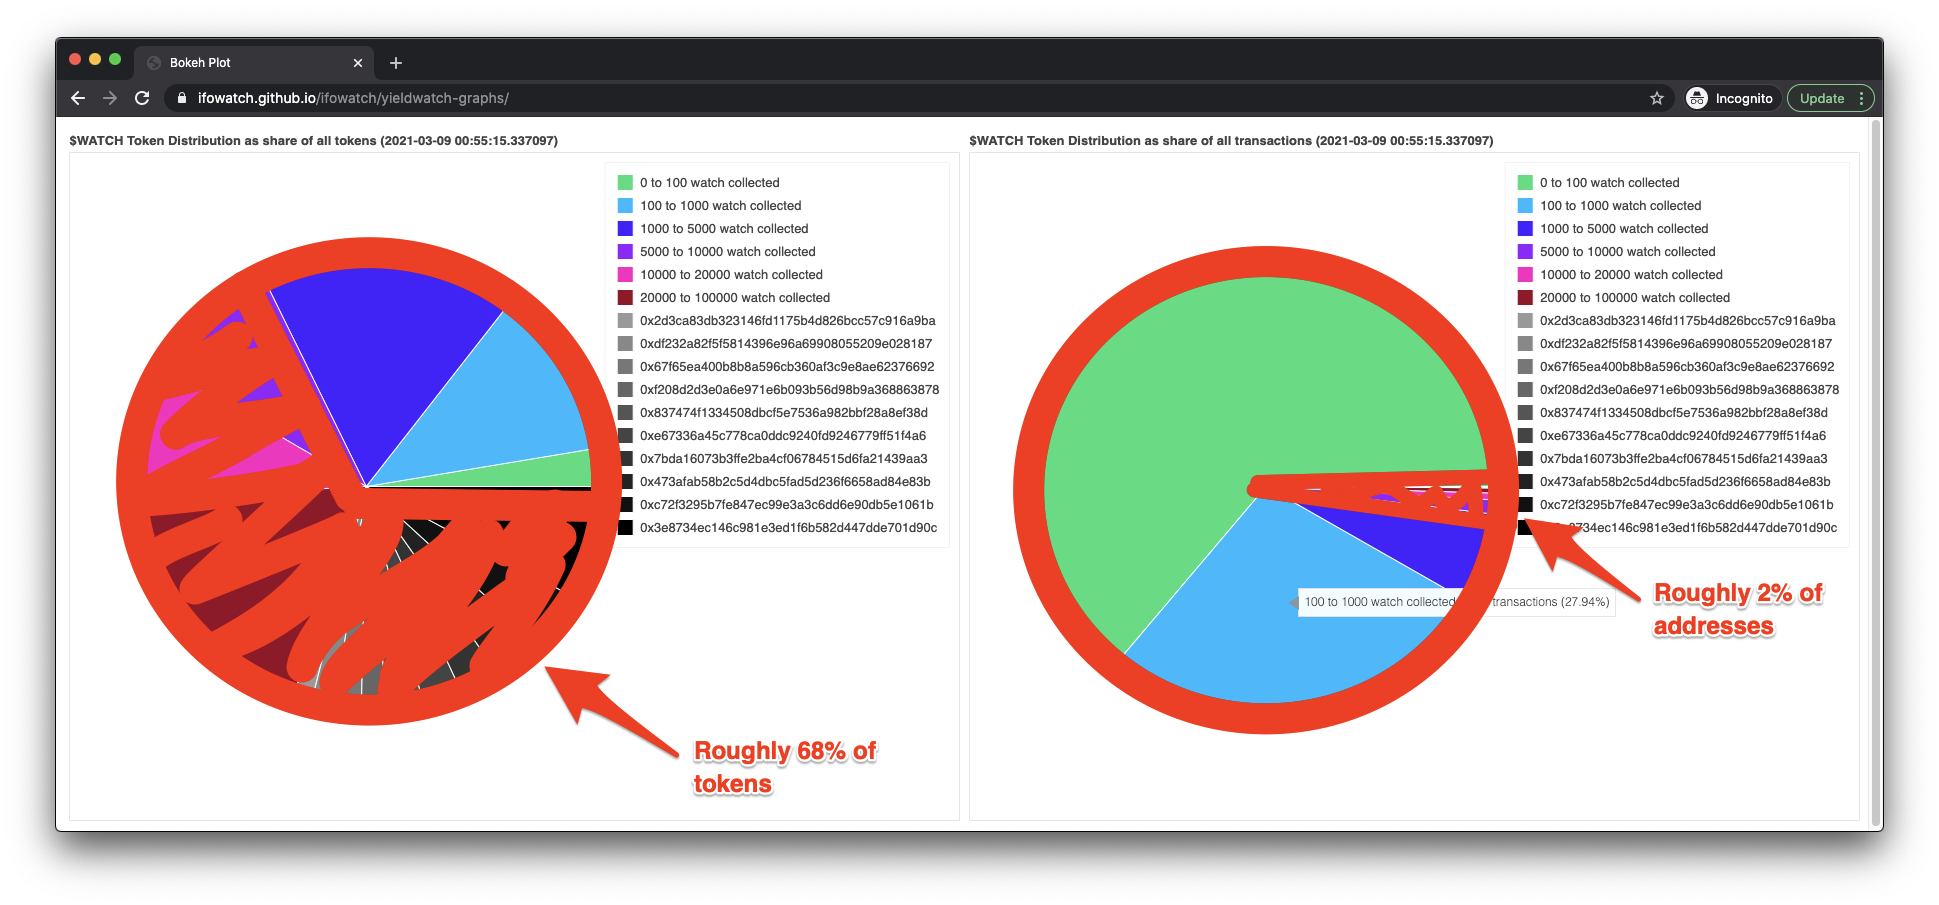 Bokeh Plot
ifowatch.github.io/ifowatch/yieldwatch-graphs/
Incognito
Update
$WATCH Token Distribution as share of all tokens (2021-03-09 00:55:15.337097)
0 to 100 watch collected
100 to 1000 watch collected
1000 to 5000 watch collected
5000 to 10000 watch collected
10000 to 20000 watch collected
20000 to 100000 watch collected
0x2d3ca83db323146fd1175b4d826bcc57c916a9ba
0xdf232a82f5f5814396e96a69908055209e028187
0x67f65ea400b8b8a596cb360af3c9e8ae62376692
0xf208d2d3e0a6e971e6b093b56d98b9a368863878
0x837474f1334508dbcf5e7536a982bbf28a8ef38d
0xe67336a45c778ca0ddc9240fd9246779ff51f4a6
0x7bda16073b3ffe2ba4cf06784515d6fa21439aa3
0x473afab58b2c5d4dbc5fad5d236f6658ad84e83b
0xc72f3295b7fe847ec99e3a3c6dd6e90db5e1061b
0x3e8734ec146c981e3ed1f6b582d447dde701d90c
Roughly 68% of
tokens
$WATCH Token Distribution as share of all transactions (2021-03-09 00:55:15.337097)
0 to 100 watch collected
100 to 1000 watch collected
1000 to 5000 watch collected
5000 to 10000 watch collected
10000 to 20000 watch collected
20000 to 100000 watch collected
0x2d3ca83db323146fd1175b4d826bcc57c916a9ba
0xdf232a82f5f5814396e96a69908055209e028187
0x67f65ea400b8b8a596cb360af3c9e8ae62376692
0xf208d2d3e0a6e971e6b093b56d98b9a368863878
0x837474f1334508dbcf5e7536a982bbf28a8ef38d
0xe67336a45c778ca0ddc9240fd9246779ff51f4a6
0x7bda16073b3ffe2ba4cf06784515d6fa21439aa3
0x473afab58b2c5d4dbc5fad5d236f6658ad84e83b
0xc72f3295b7fe847ec99e3a3c6dd6e90db5e1061b
100 to 1000 watch collected transactions (27.94%)
Roughly 2% of
addresses